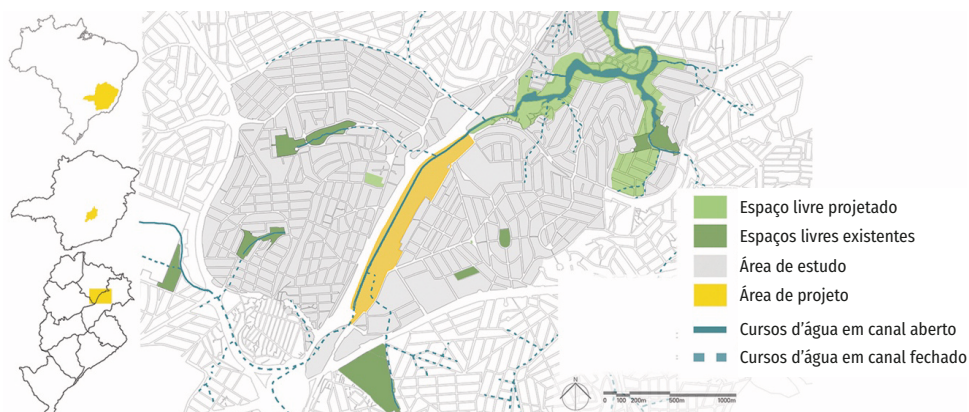 Espaço livre projetado
Espaços livres existentes
Área de estudo
Área de projeto
Cursos d'água em canal aberto
Cursos d'água em canal fechado
N
0 100 200m 500m 1000m